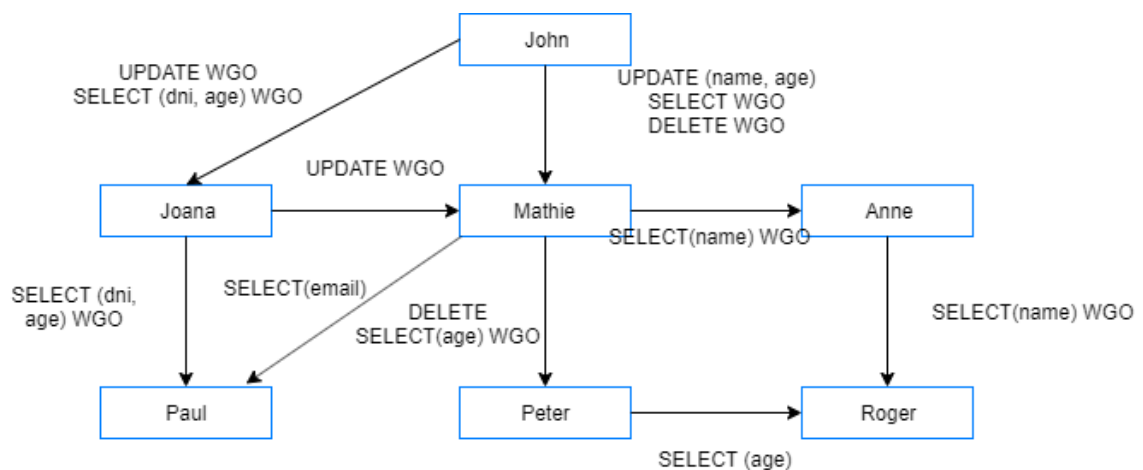 John
UPDATE WGO
SELECT (dni, age) WGO
UPDATE (name, age)
SELECT WGO
DELETE WGO
UPDATE WGO
Joana
Mathie
Anne
SELECT(name) WGO
SELECT (dni,
age) WGO
SELECT(email)
DELETE
SELECT(age) WGO
SELECT(name) WGO
Paul
Peter
Roger
SELECT (age)